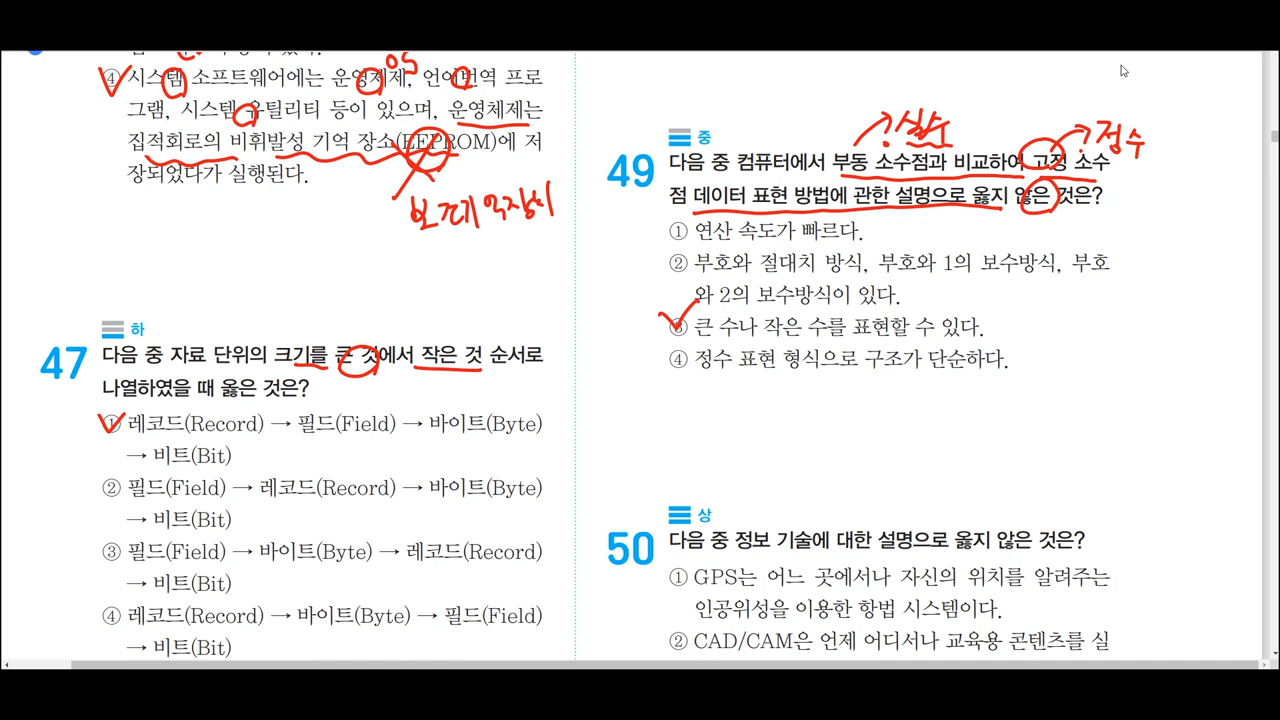 ④ 시스템 소프트웨어에는 운영체제, 언어번역 프로
그램, 시스템 유틸리티 등이 있으며, 운영체제는
집적회로의 비휘발성 기억 장소(EEPROM)에 저
장되었다가 실행된다.
OS
보조기억장치
하
47 다음 중 자료 단위의 크기를 큰 것에서 작은 것 순서로
나열하였을 때 옳은 것은?
① 레코드(Record) → 필드(Field) → 바이트(Byte)
→ 비트(Bit)
② 필드(Field) → 레코드(Record) → 바이트(Byte)
→ 비트(Bit)
③ 필드(Field) → 바이트(Byte) → 레코드(Record)
→ 비트(Bit)
④ 레코드(Record) → 바이트(Byte) → 필드(Field)
→ 비트(Bit)
중
실수
정수
49 다음 중 컴퓨터에서 부동 소수점과 비교하여 고정 소수
점 데이터 표현 방법에 관한 설명으로 옳지 않은 것은?
① 연산 속도가 빠르다.
② 부호와 절대치 방식, 부호와 1의 보수방식, 부호
와 2의 보수방식이 있다.
③ 큰 수나 작은 수를 표현할 수 있다.
④ 정수 표현 형식으로 구조가 단순하다.
상
50 다음 중 정보 기술에 대한 설명으로 옳지 않은 것은?
① GPS는 어느 곳에서나 자신의 위치를 알려주는
인공위성을 이용한 항법 시스템이다.
② CAD/CAM은 언제 어디서나 교육용 콘텐츠를 실